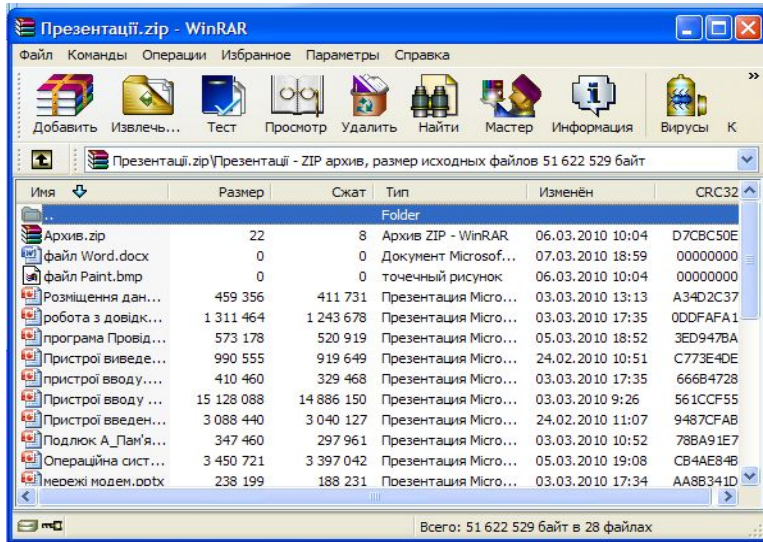 Презентації.zip - WinRAR
Файл Команды Операции Избранное Параметры Справка
Добавить Извлечь... Тест Просмотр Удалить Найти Мастер Информация Вирусы К »
Презентації.zip\Презентації - ZIP архив, размер исходных файлов 51 622 529 байт
Имя Размер Сжат Тип Изменён CRC32
.. Folder
Архив.zip 22 8 Архив ZIP - WinRAR 06.03.2010 10:04 D7CBC50E
файл Word.docx 0 0 Документ Microsof... 07.03.2010 18:59 00000000
файл Paint.bmp 0 0 точечный рисунок 06.03.2010 10:04 00000000
Розміщення дан... 459 356 411 731 Презентация Micro... 03.03.2010 13:13 A34D2C37
робота з довідк... 1 311 464 1 243 678 Презентация Micro... 03.03.2010 17:35 0DDFAFA1
програма Провід... 573 178 520 919 Презентация Micro... 05.03.2010 18:52 3ED947BA
Пристрої виведе... 990 555 919 649 Презентация Micro... 24.02.2010 10:51 C773E4DE
пристрої вводу.... 410 460 329 468 Презентация Micro... 03.03.2010 17:35 666B4728
Пристрої вводу ... 15 128 088 14 886 150 Презентация Micro... 03.03.2010 9:26 561CCF55
Пристрої введен... 3 088 440 3 040 127 Презентация Micro... 24.02.2010 11:07 9487CFAB
Подлюк А_Пам'я... 347 460 297 961 Презентация Micro... 03.03.2010 10:52 78BA91E7
Операційна сист... 3 450 721 3 397 042 Презентация Micro... 05.03.2010 19:08 CB4AE84B
мережі модем.pptx 238 199 188 231 Презентация Micro... 03.03.2010 17:34 AA8B341D
Всего: 51 622 529 байт в 28 файлах